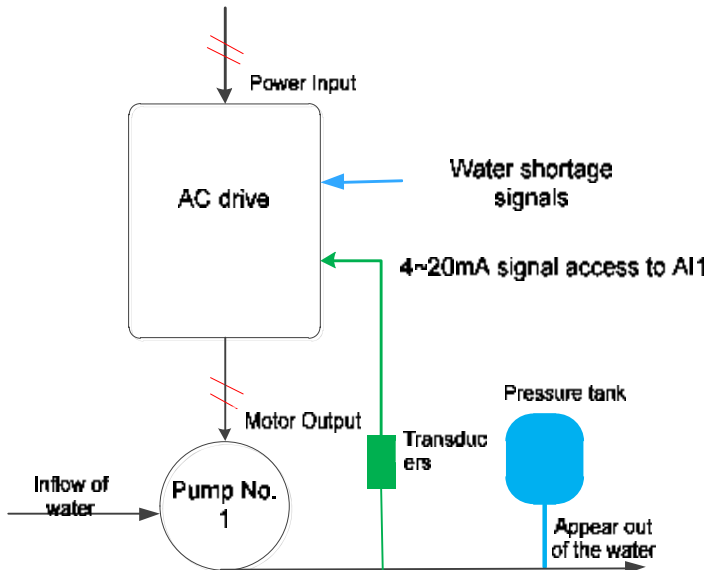 Power Input
AC drive
Water shortage
signals
4~20mA signal access to AI1
Motor Output
Pressure tank
Transduc
ers
Inflow of
water
Pump No.
1
Appear out
of the water